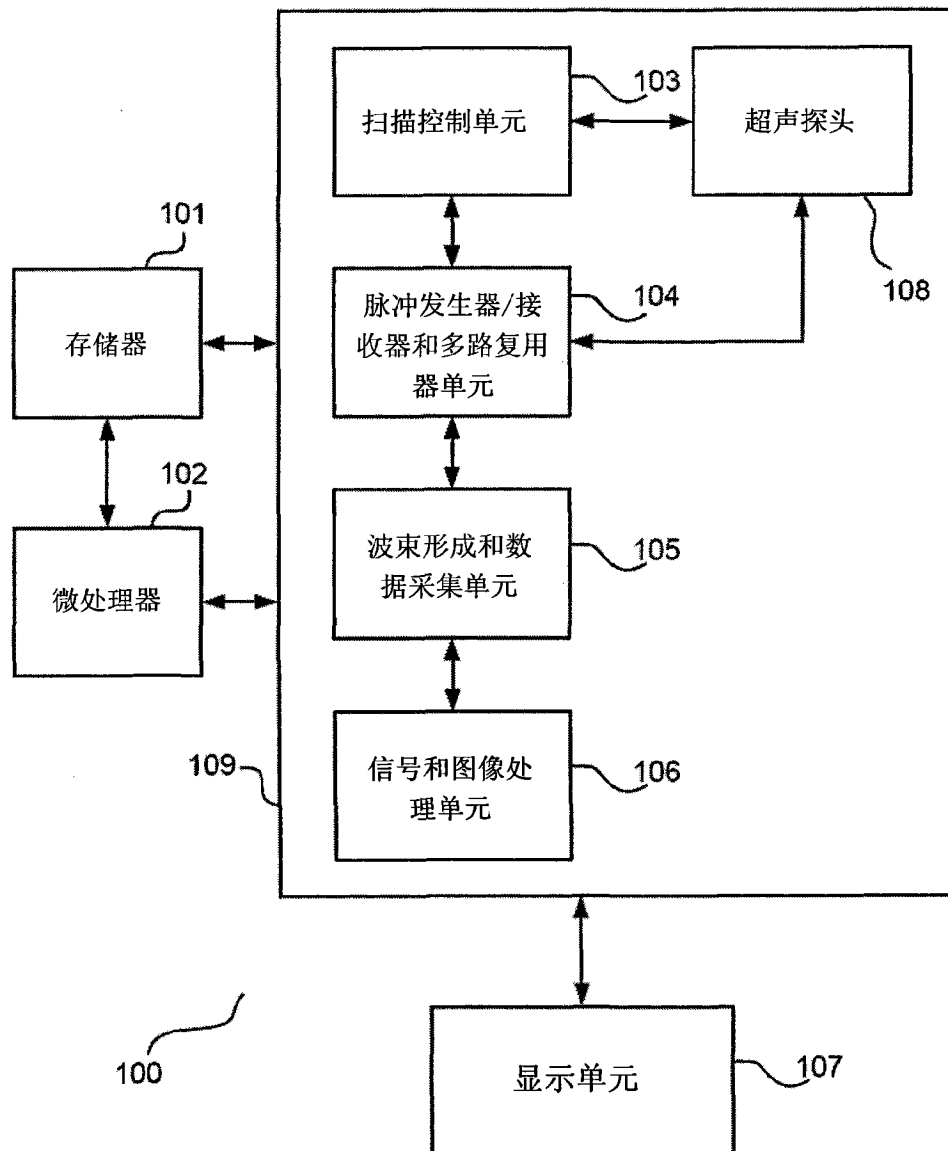 103
扫描控制单元
超声探头
101
108
存储器
脉冲发生器/接
收器和多路复用
器单元
104
102
微处理器
波束形成和数
据采集单元
105
109
信号和图像处
理单元
106
100
显示单元
107